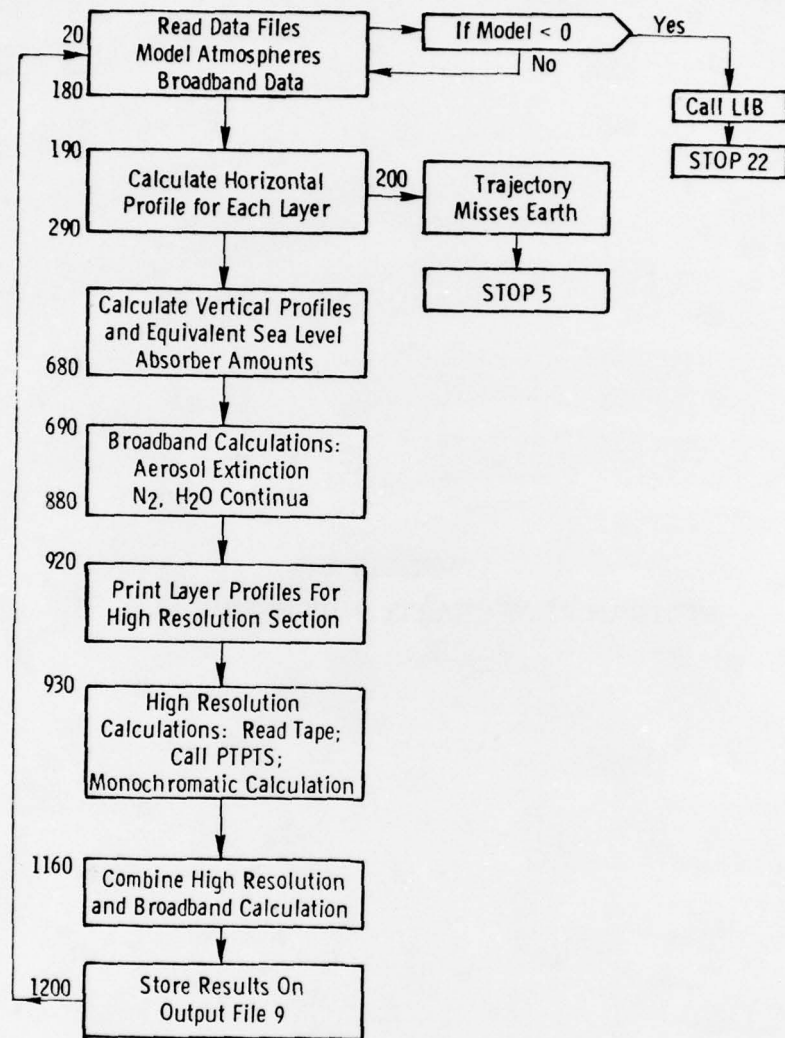 20
Read Data Files
Model Atmospheres
Broadband Data
180
If Model < 0
Yes
No
Call LIB
STOP 22
190
Calculate Horizontal
Profile for Each Layer
290
200
Trajectory
Misses Earth
STOP 5
Calculate Vertical Profiles
and Equivalent Sea Level
Absorber Amounts
680
690
Broadband Calculations:
Aerosol Extinction
N2, H2O Continua
880
920
Print Layer Profiles For
High Resolution Section
930
High Resolution
Calculations: Read Tape;
Call PTPTS;
Monochromatic Calculation
1160
Combine High Resolution
and Broadband Calculation
1200
Store Results On
Output File 9